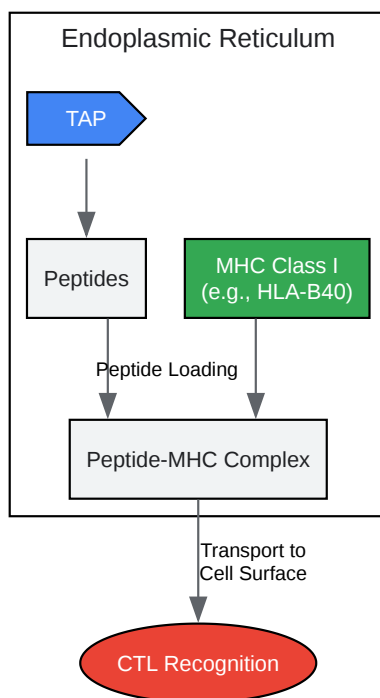 Endoplasmic Reticulum
TAP
Peptides
MHC Class I
(e.g., HLA-B40)
Peptide Loading
Peptide-MHC Complex
Transport to
Cell Surface
CTL Recognition